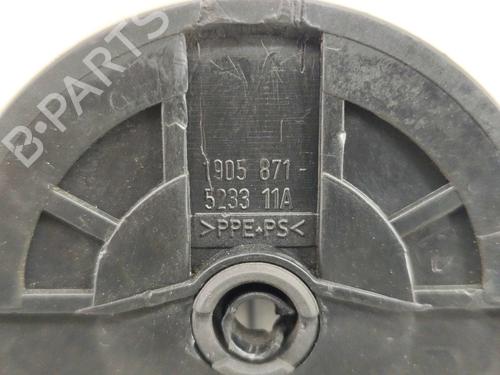 B-PARTS
1905 871-
5233 11A
>PPE+PS<